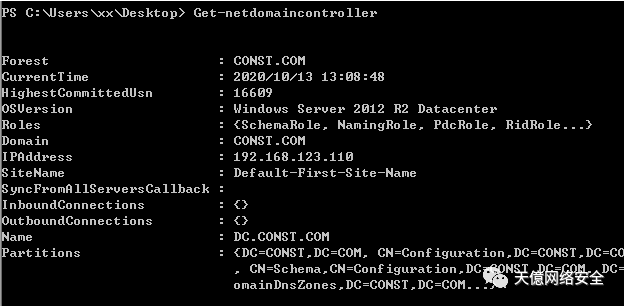 PS C:\Users\xx\Desktop> Get-netdomaincontroller
Forest : CONST.COM
CurrentTime : 2020/10/13 13:08:48
HighestCommittedUsn : 16609
OSVersion : Windows Server 2012 R2 Datacenter
Roles : {SchemaRole, NamingRole, PdcRole, RidRole...}
Domain : CONST.COM
IPAddress : 192.168.123.110
SiteName : Default-First-Site-Name
SyncFromAllServersCallback :
InboundConnections : {}
OutboundConnections : {}
Name : DC.CONST.COM
Partitions : {DC=CONST,DC=COM, CN=Configuration,DC=CONST,DC=CO
, CN=Schema,CN=Configuration,DC=CONST,DC=COM, DC=
omainDnsZones,DC=CONST,DC=COM...}
天億网络安全